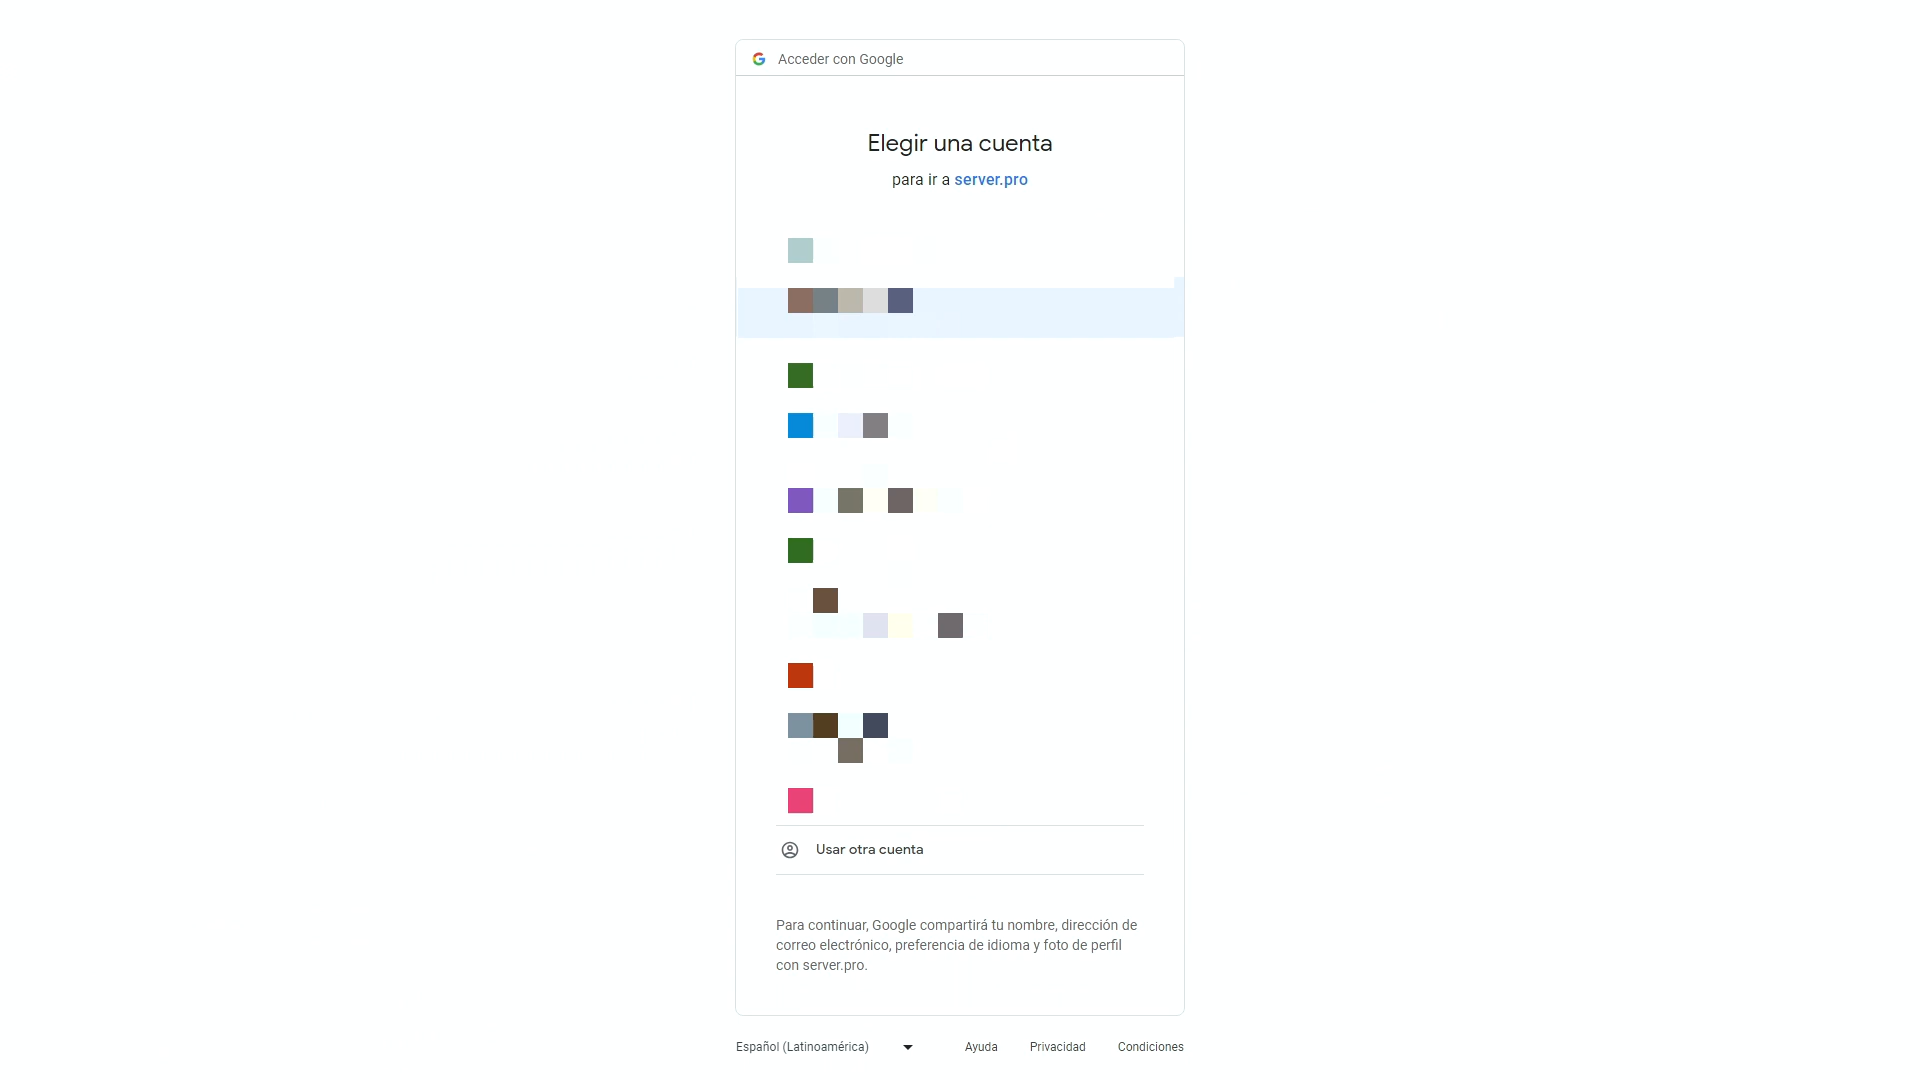 Acceder con Google
Elegir una cuenta
para ir a server.pro
Usar otra cuenta
Para continuar, Google compartirá tu nombre, dirección de
correo electrónico, preferencia de idioma y foto de perfil
con server.pro.
Español (Latinoamérica) Ayuda Privacidad Condiciones